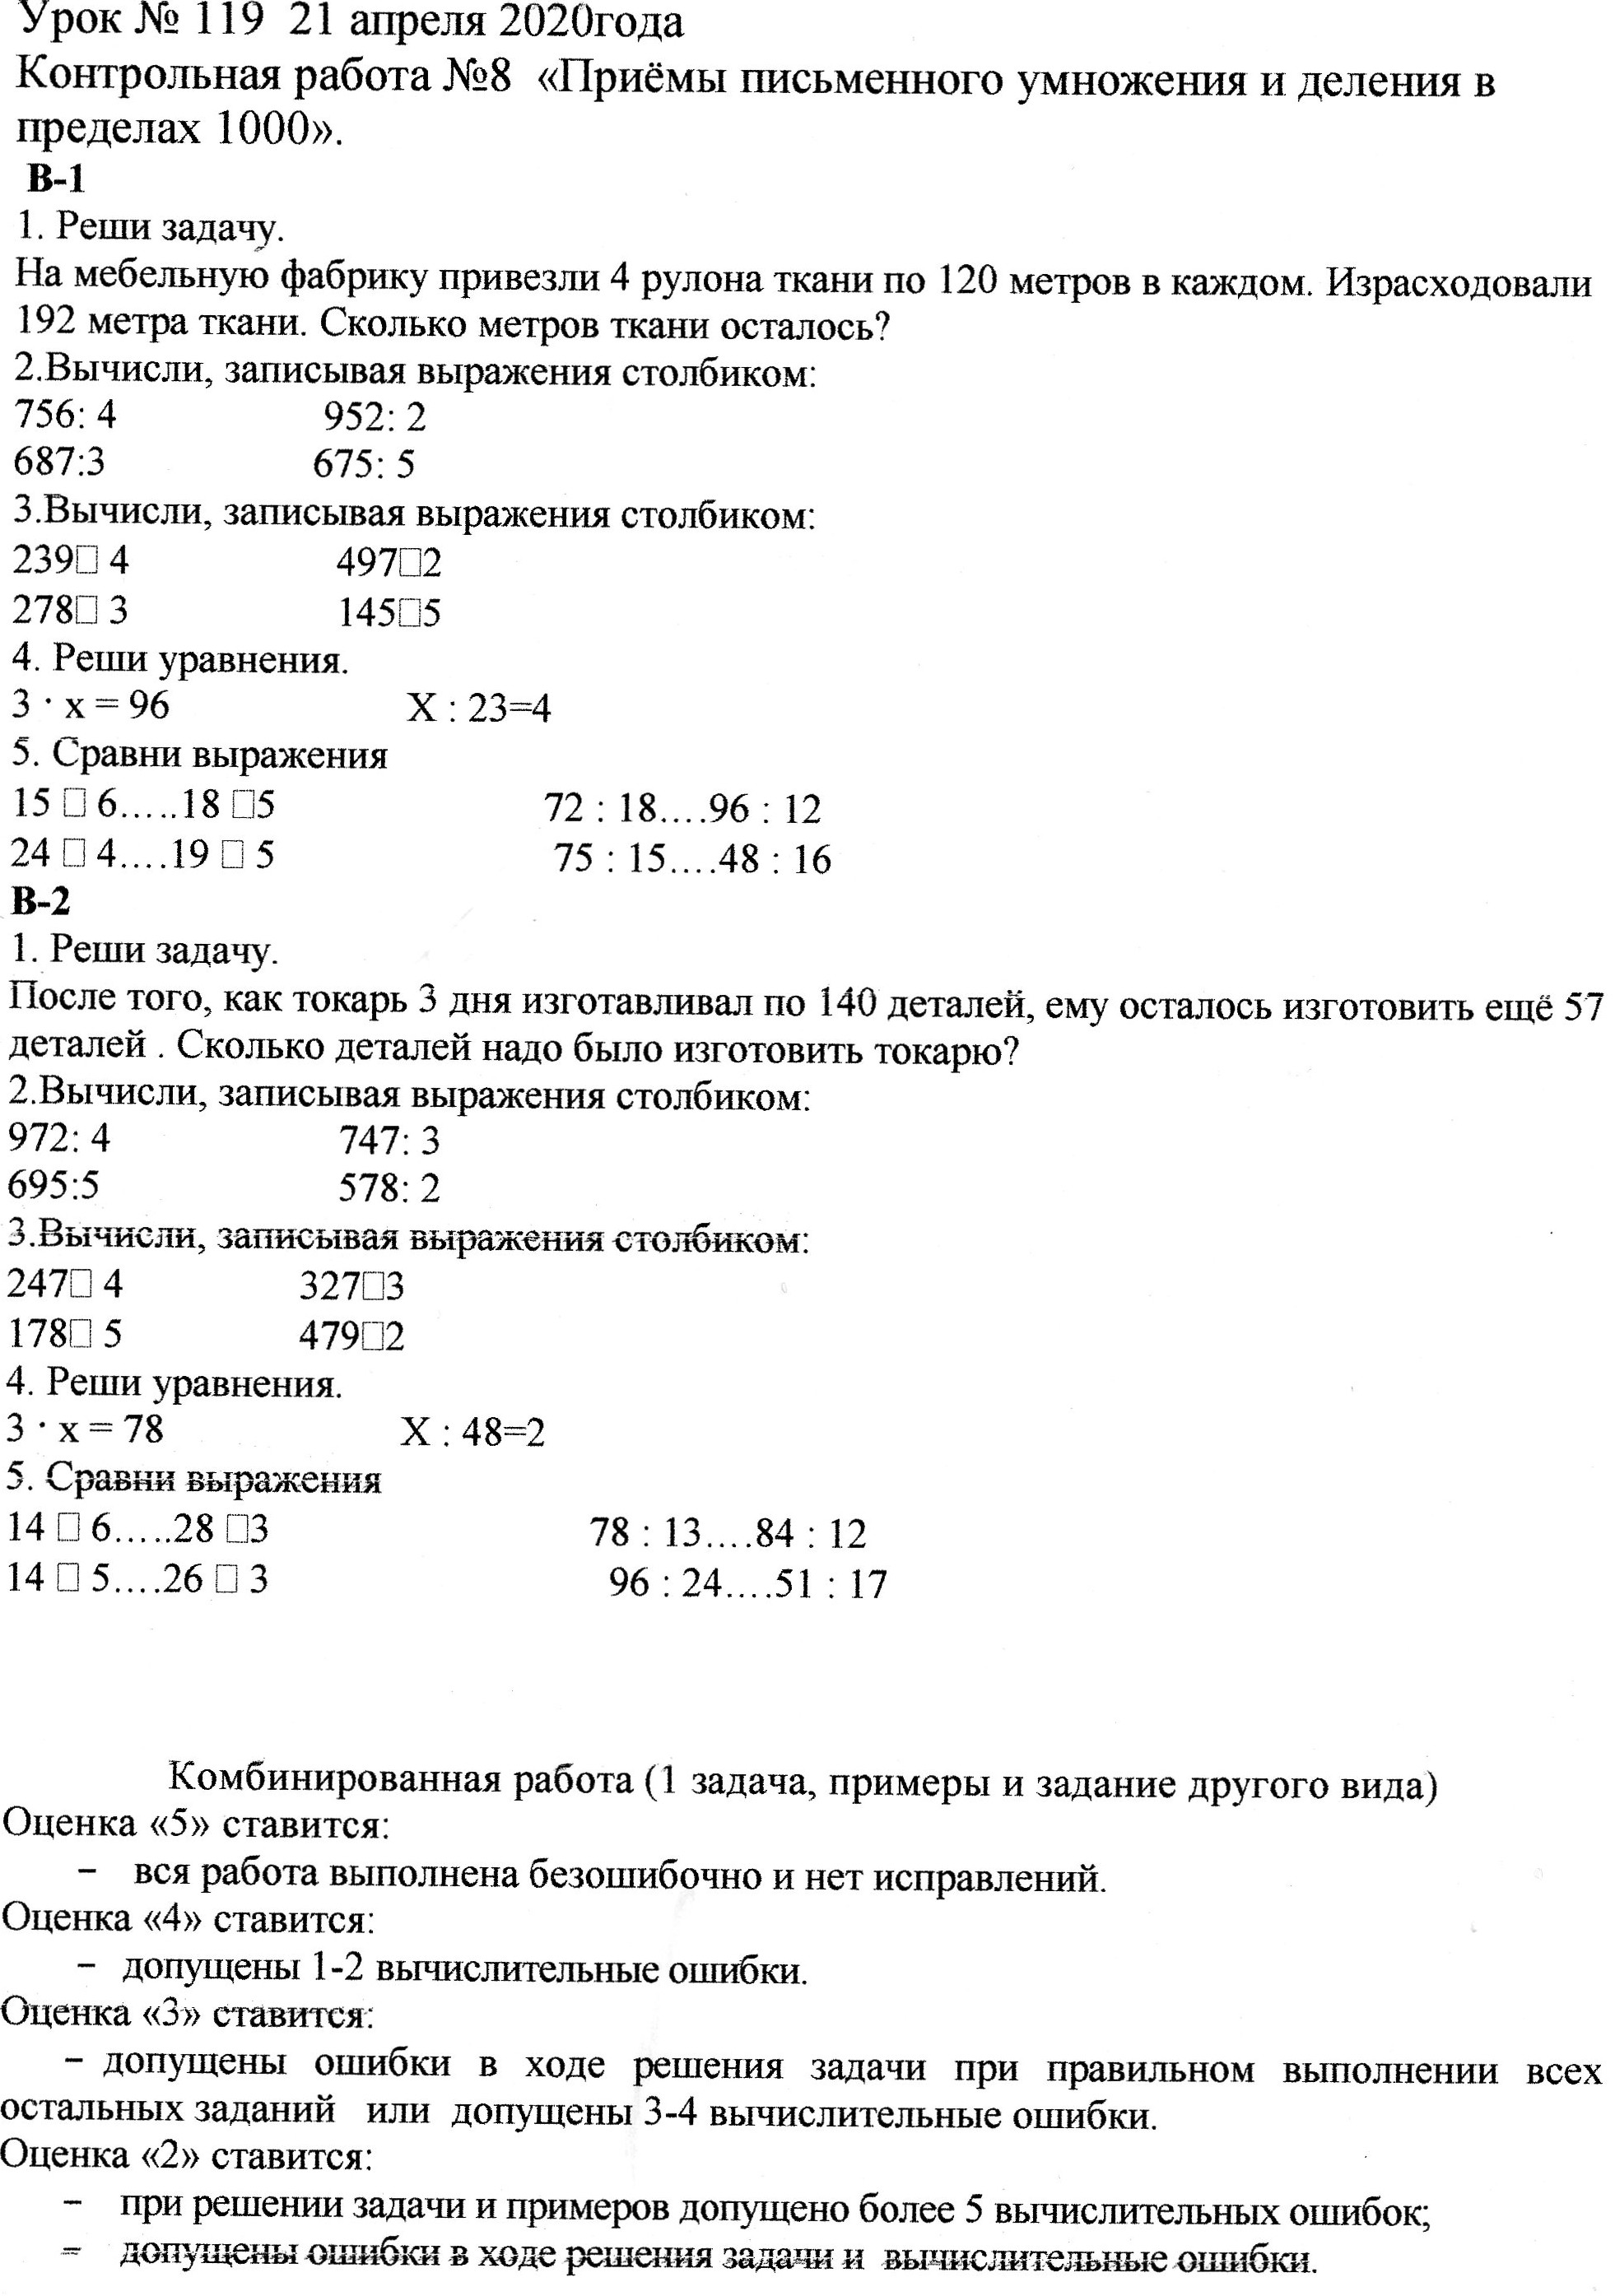 Урок № 119 21 апреля 2020года
Контрольная работа №8 «Приёмы письменного умножения и деления в
пределах 1000».
В-1
1. Реши задачу.
На мебельную фабрику привезли 4 рулона ткани по 120 метров в каждом. Израсходовали
192 метра ткани. Сколько метров ткани осталось?
2.Вычисли, записывая выражения столбиком:
756: 4 952: 2
687:3 675: 5
3.Вычисли, записывая выражения столбиком:
239□ 4 497□2
278□ 3 145□5
4. Реши уравнения.
3 · х = 96 Х : 23=4
5. Сравни выражения
15 □ 6.....18 □5 72 : 18....96 : 12
24 □ 4....19 □ 5 75 : 15....48 : 16
В-2
1. Реши задачу.
После того, как токарь 3 дня изготавливал по 140 деталей, ему осталось изготовить ещё 57
деталей . Сколько деталей надо было изготовить токарю?
2.Вычисли, записывая выражения столбиком:
972: 4 747: 3
695:5 578: 2
3.Вычисли, записывая выражения столбиком:
247□ 4 327□3
178□ 5 479□2
4. Реши уравнения.
3 · х = 78 Х : 48=2
5. Сравни выражения
14 □ 6.....28 □3 78 : 13....84 : 12
14 □ 5....26 □ 3 96 : 24....51 : 17
Комбинированная работа (1 задача, примеры и задание другого вида)
Оценка «5» ставится:
– вся работа выполнена безошибочно и нет исправлений.
Оценка «4» ставится:
– допущены 1-2 вычислительные ошибки.
Оценка «3» ставится:
– допущены ошибки в ходе решения задачи при правильном выполнении всех
остальных заданий или допущены 3-4 вычислительные ошибки.
Оценка «2» ставится:
– при решении задачи и примеров допущено более 5 вычислительных ошибок;
– допущены ошибки в ходе решения задачи и вычислительные ошибки.